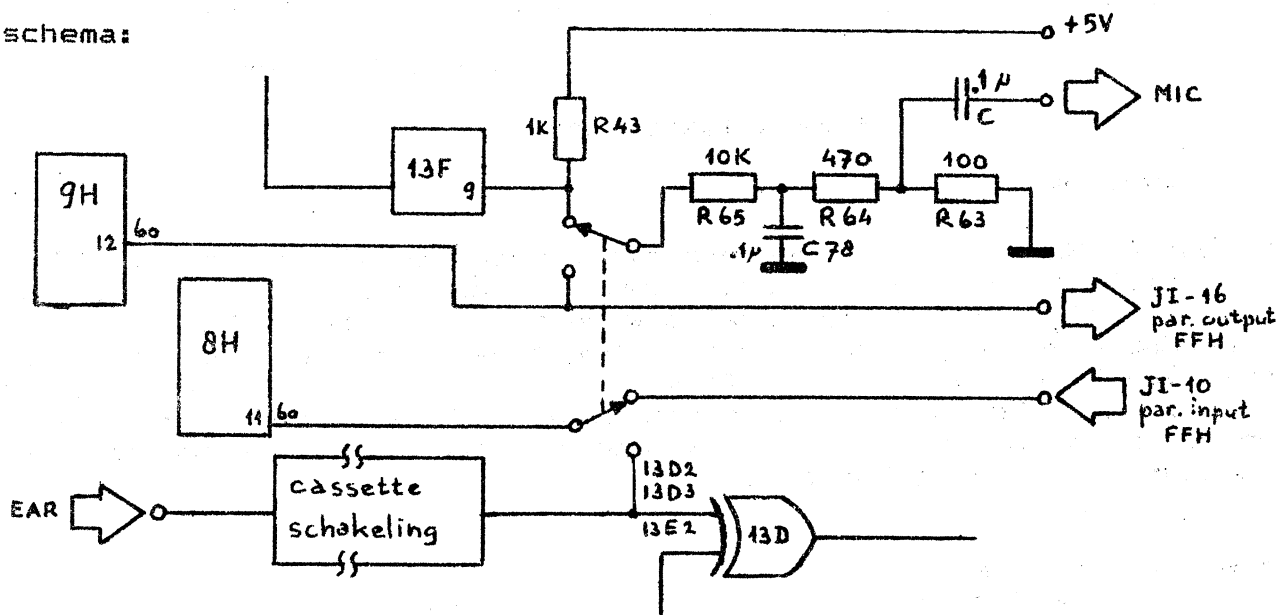 schema:
+5V
.1µ
C
MIC
1K
R43
13F
9
10K
R65
470
R64
100
R63
.1µ
C78
9H
12
60
JI-16
par. output
FFH
8H
11
60
JI-10
par. input
FFH
EAR
cassette
schakeling
13D2
13D3
13E2
13D